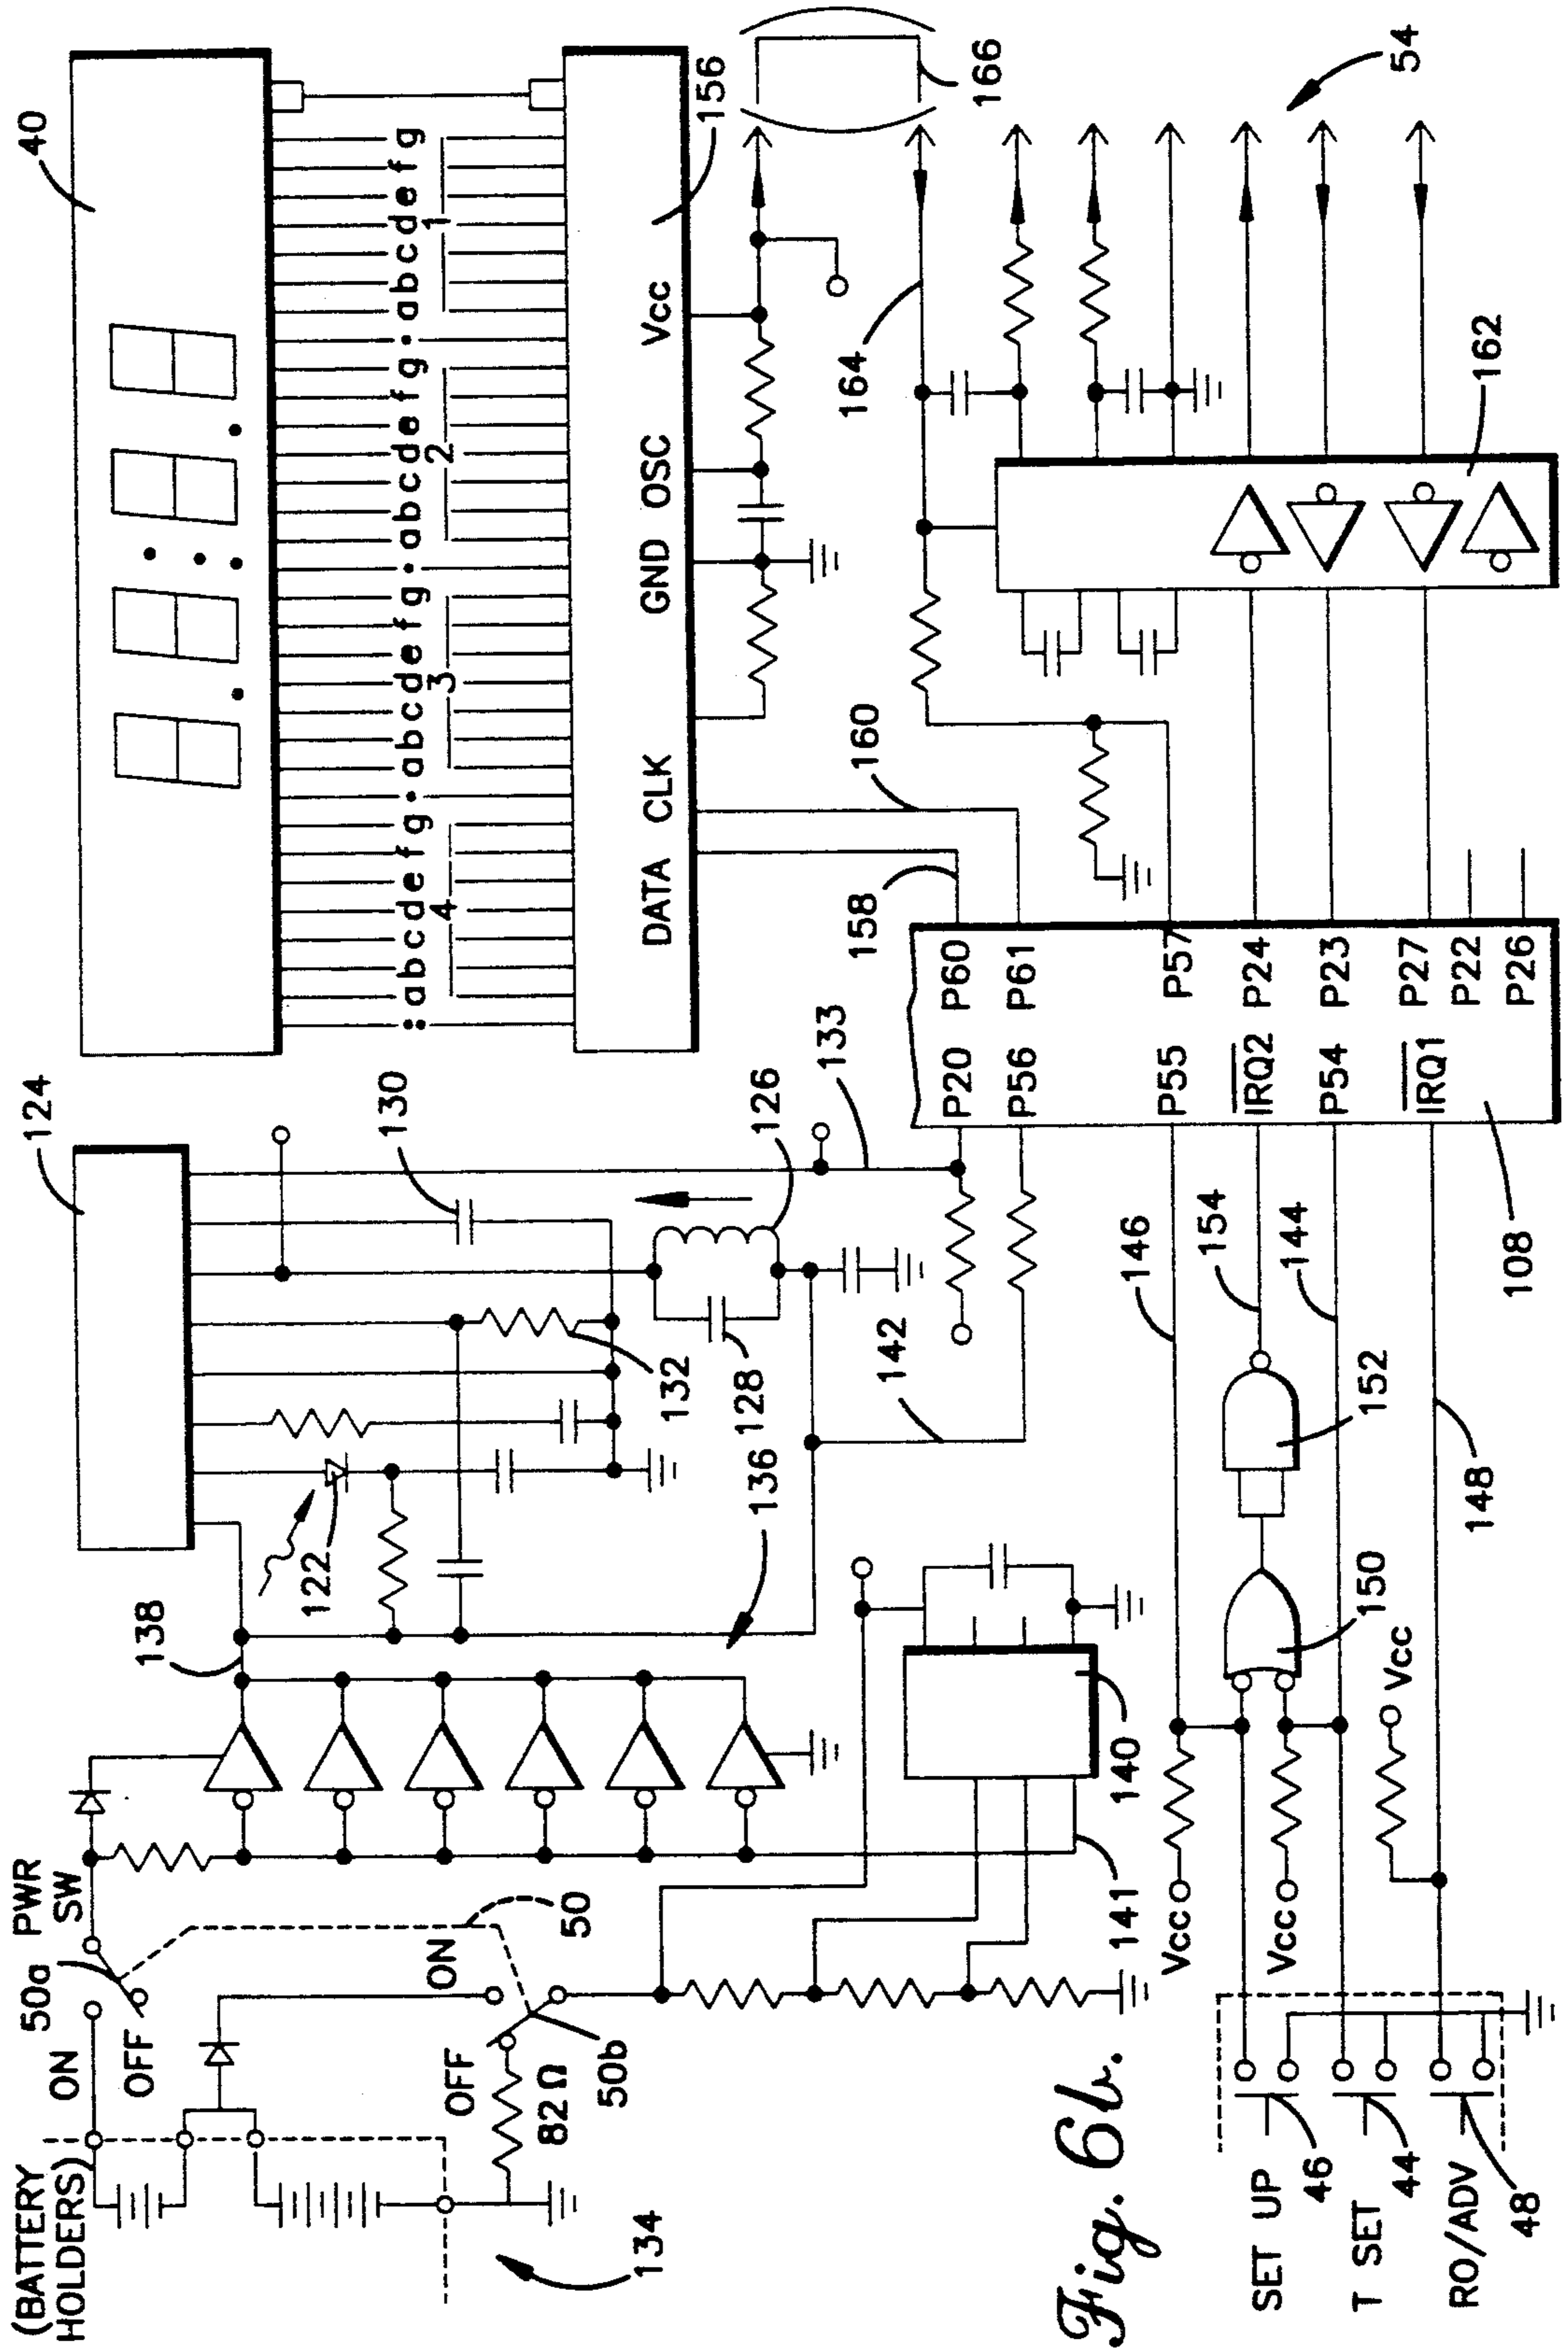 (BATTERY
HOLDERS)
ON
50a
PWR
SW
OFF
138
124
40
122
130
132
128
126
136
133
142
134
OFF
ON
82Ω
50b
50
141
140
: a b c d e f g . a b c d e f g . a b c d e f g . a b c d e f g
4 3 2 1
DATA CLK GND OSC Vcc
156
158
160
164
166
54
162
P20 P60
P56 P61
P55 P57
IRQ2 P24
P54 P23
IRQ1 P27
P22
P26
108
146
154
144
148
152
150
Vcc
Vcc
Vcc
SET UP
46
T SET
44
RO/ADV
48
Fig. 6b.